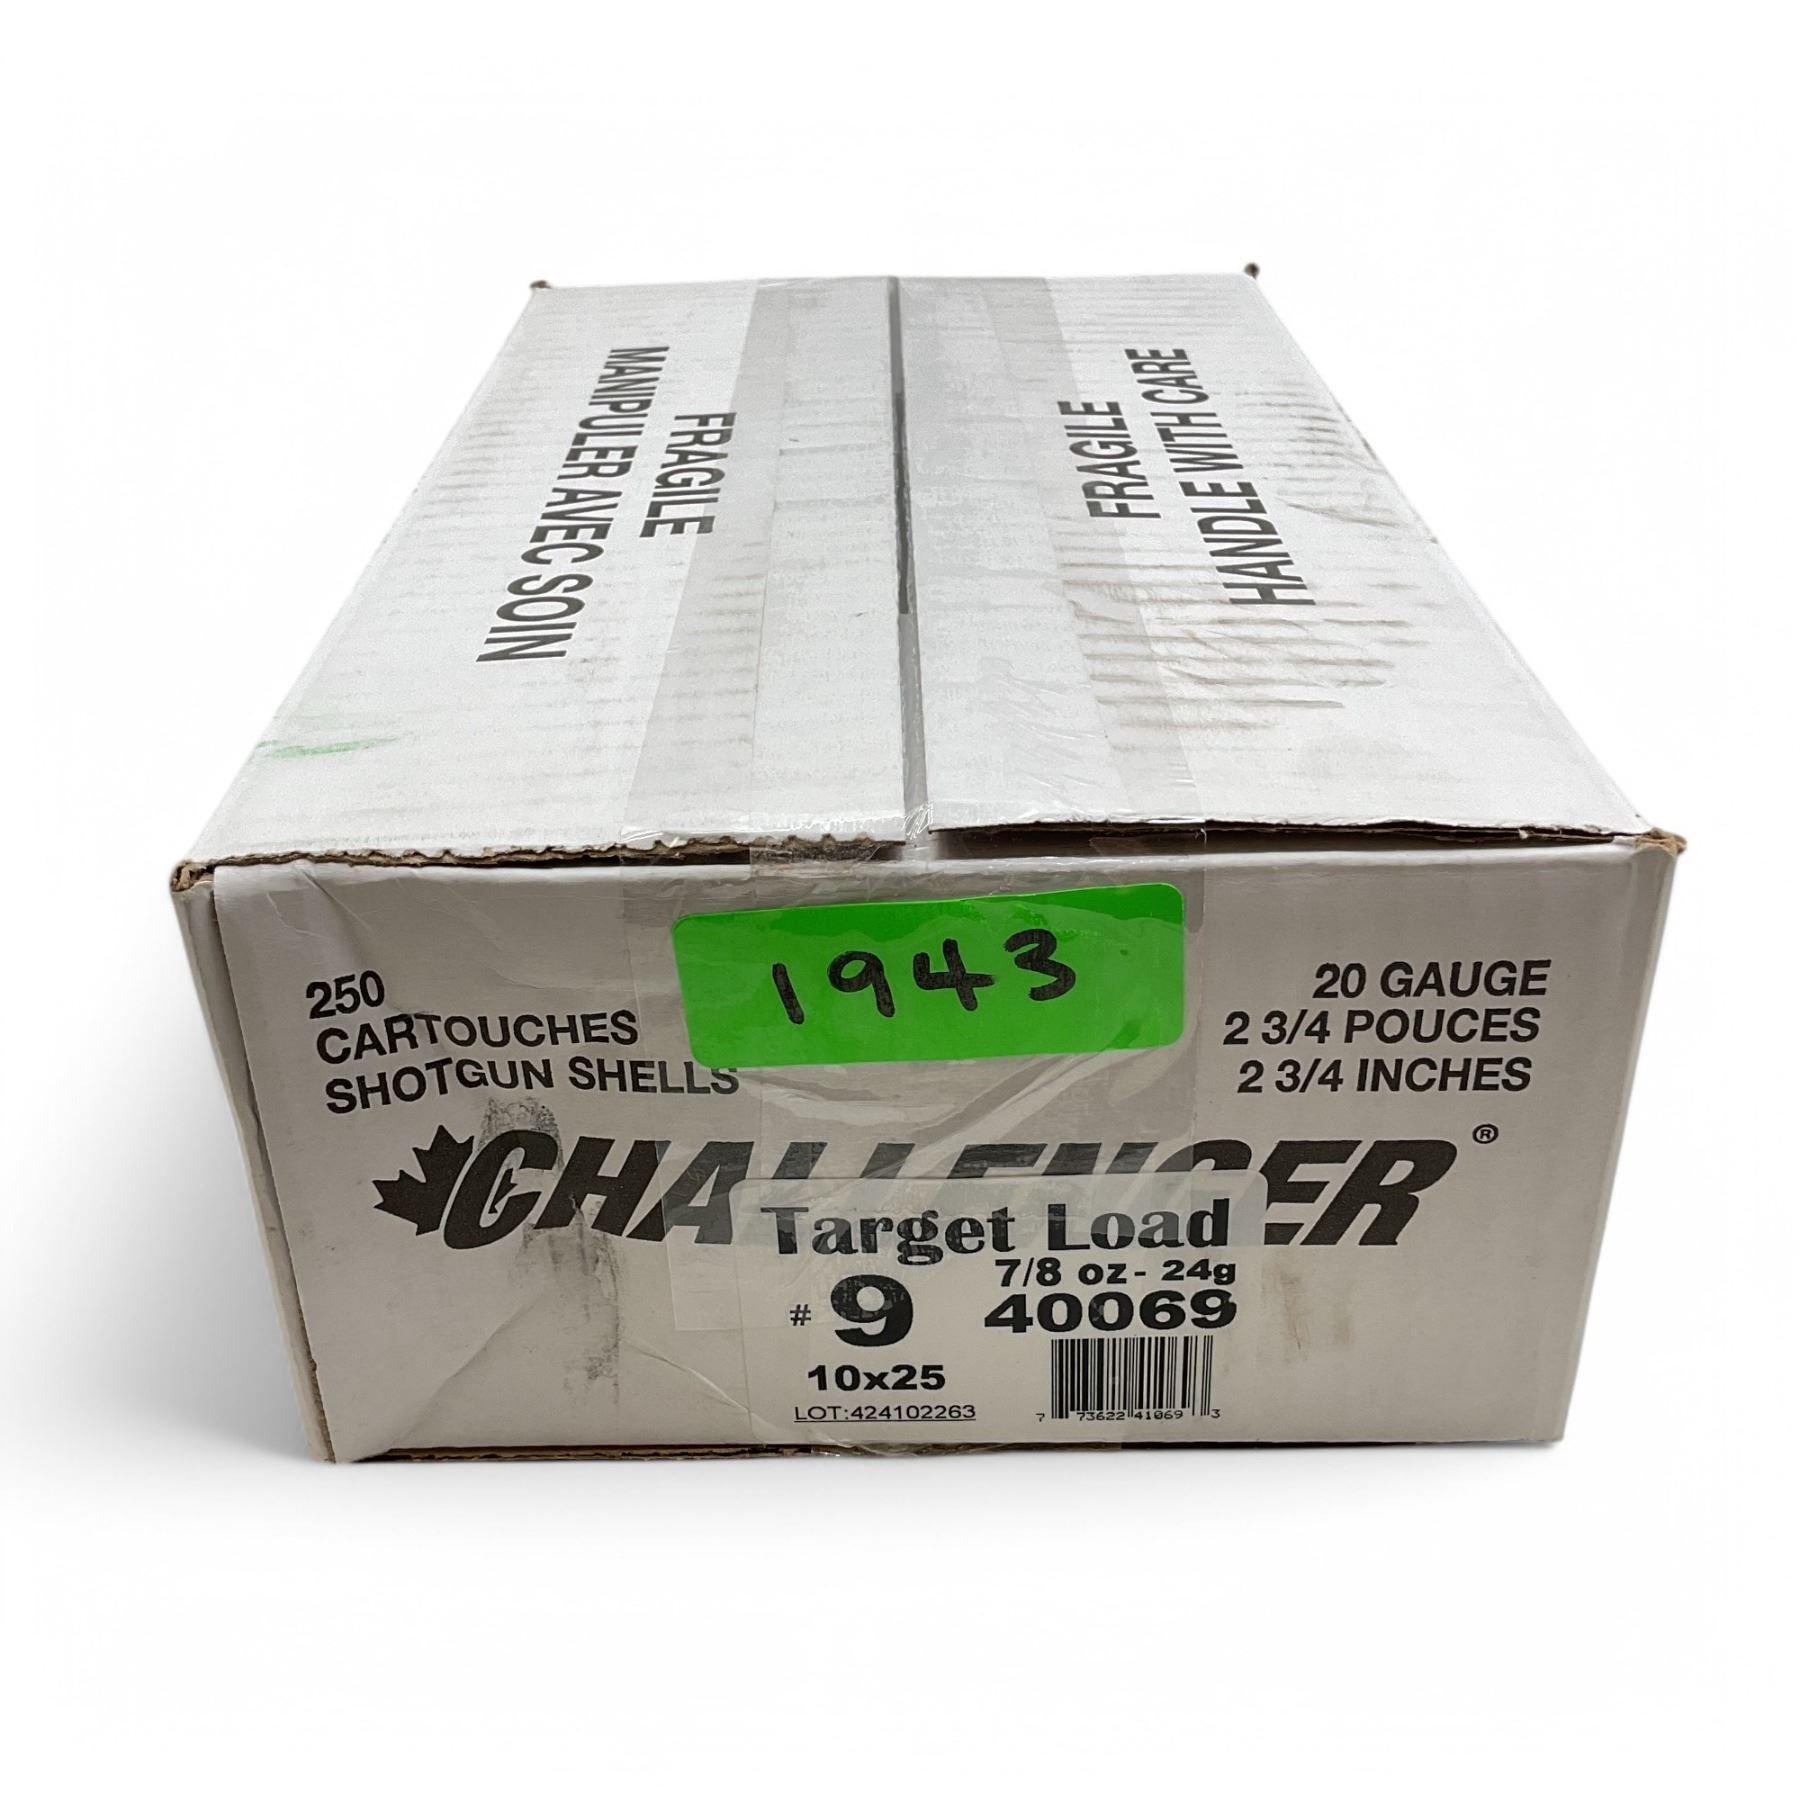 FRAGILE
MANIPULER AVEC SOIN
FRAGILE
HANDLE WITH CARE
1943
250
CARTOUCHES
SHOTGUN SHELLS
20 GAUGE
2 3/4 POUCES
2 3/4 INCHES
CHALLENGER®
Target Load
7/8 oz - 24g
# 9 40069
10x25
LOT:424102263
7 73622 41069 3